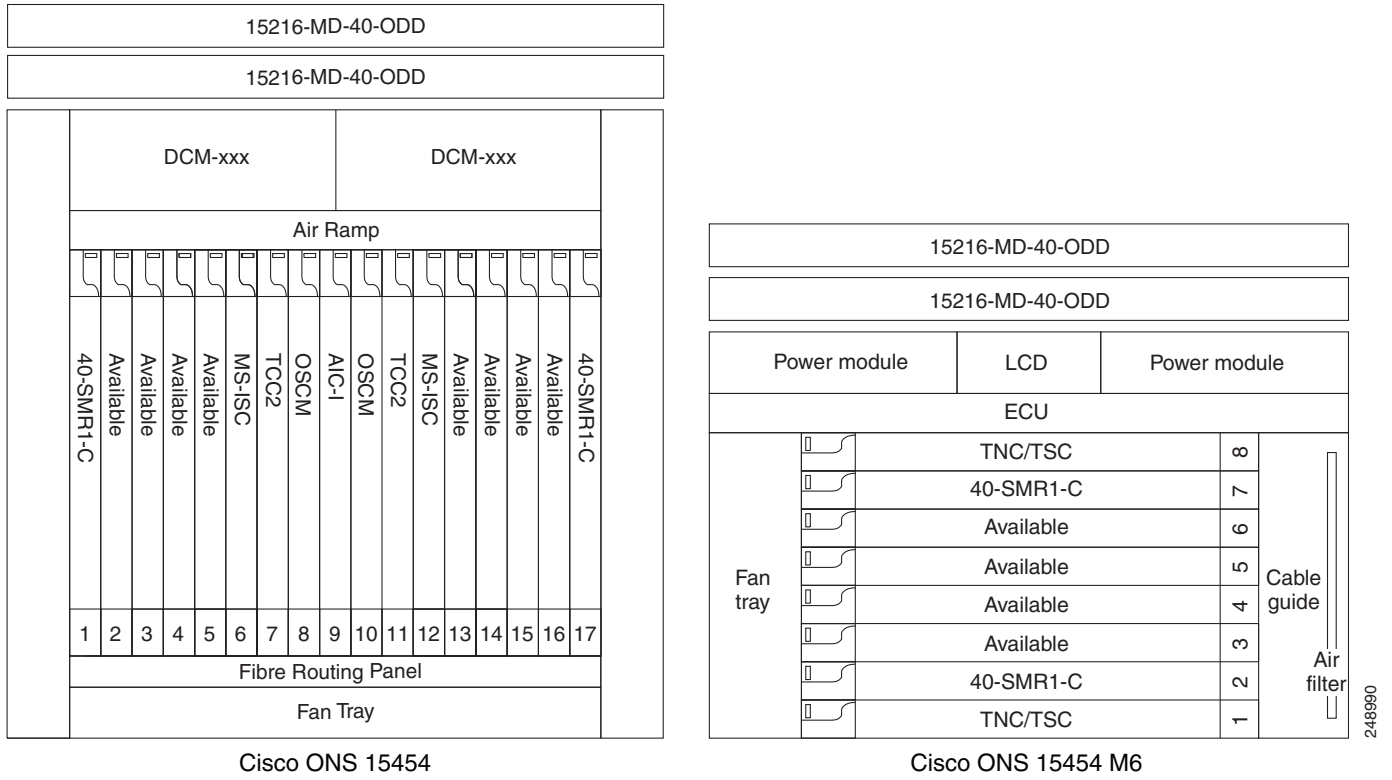 15216-MD-40-ODD
15216-MD-40-ODD
DCM-xxx DCM-xxx
Air Ramp
40-SMR1-C
Available
Available
Available
Available
MS-ISC
TCC2
OSCM
AIC-I
OSCM
TCC2
MS-ISC
Available
Available
Available
Available
40-SMR1-C
1 2 3 4 5 6 7 8 9 10 11 12 13 14 15 16 17
Fibre Routing Panel
Fan Tray
Cisco ONS 15454
15216-MD-40-ODD
15216-MD-40-ODD
Power module LCD Power module
ECU
TNC/TSC 8
40-SMR1-C 7
Available 6
Available 5
Available 4
Available 3
40-SMR1-C 2
TNC/TSC 1
Fan
tray
Cable
guide
Air
filter
248990
Cisco ONS 15454 M6